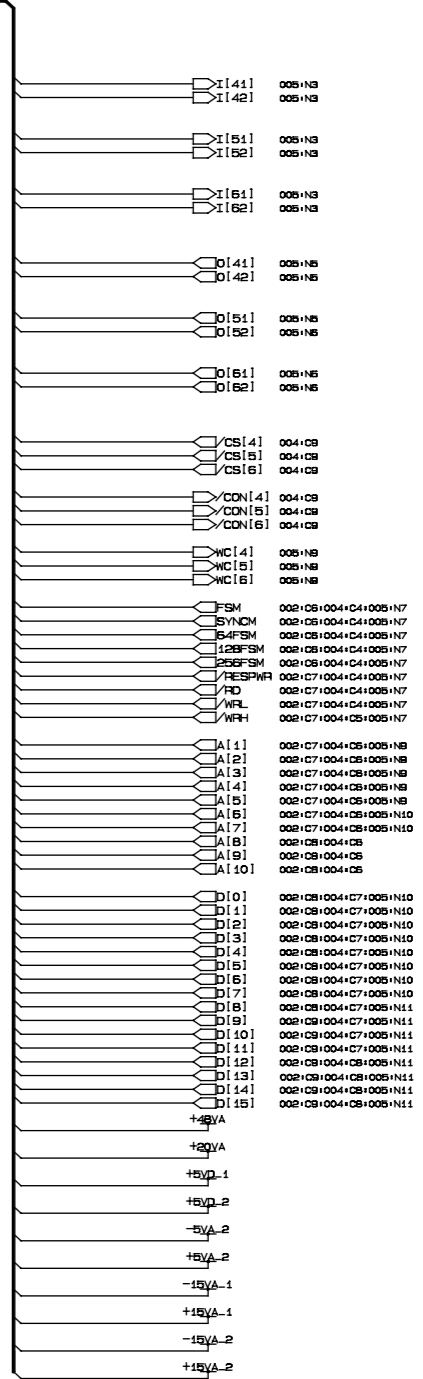 I[41] 005:N3
I[42] 005:N3
I[51] 005:N3
I[52] 005:N3
I[61] 005:N3
I[62] 005:N3
O[41] 005:N5
O[42] 005:N5
O[51] 005:N6
O[52] 005:N6
O[61] 005:N6
O[62] 005:N6
/CS[4] 004:C9
/CS[5] 004:C9
/CS[6] 004:C9
/CON[4] 004:C9
/CON[5] 004:C9
/CON[6] 004:C9
WC[4] 005:N9
WC[5] 005:N9
WC[6] 005:N9
FSM 002:C6:004:C4:005:N7
SYNCM 002:C6:004:C4:005:N7
64FSM 002:C6:004:C4:005:N7
128FSM 002:C6:004:C4:005:N7
256FSM 002:C6:004:C4:005:N7
/RESPWR 002:C7:004:C4:005:N7
/RD 002:C7:004:C4:005:N7
/WRL 002:C7:004:C4:005:N7
/WRH 002:C7:004:C5:005:N7
A[1] 002:C7:004:C6:005:N9
A[2] 002:C7:004:C6:005:N9
A[3] 002:C7:004:C6:005:N9
A[4] 002:C7:004:C6:005:N9
A[5] 002:C7:004:C6:005:N9
A[6] 002:C7:004:C6:005:N10
A[7] 002:C7:004:C6:005:N10
A[8] 002:C8:004:C6
A[9] 002:C8:004:C6
A[10] 002:C8:004:C6
D[0] 002:C8:004:C7:005:N10
D[1] 002:C8:004:C7:005:N10
D[2] 002:C8:004:C7:005:N10
D[3] 002:C8:004:C7:005:N10
D[4] 002:C8:004:C7:005:N10
D[5] 002:C8:004:C7:005:N10
D[6] 002:C8:004:C7:005:N10
D[7] 002:C8:004:C7:005:N10
D[8] 002:C8:004:C7:005:N11
D[9] 002:C9:004:C7:005:N11
D[10] 002:C9:004:C7:005:N11
D[11] 002:C9:004:C7:005:N11
D[12] 002:C9:004:C8:005:N11
D[13] 002:C9:004:C8:005:N11
D[14] 002:C9:004:C8:005:N11
D[15] 002:C9:004:C8:005:N11
+48VA
+20VA
+5VD_1
+5VD_2
-5VA_2
+5VA_2
-15VA_1
+15VA_1
-15VA_2
+15VA_2